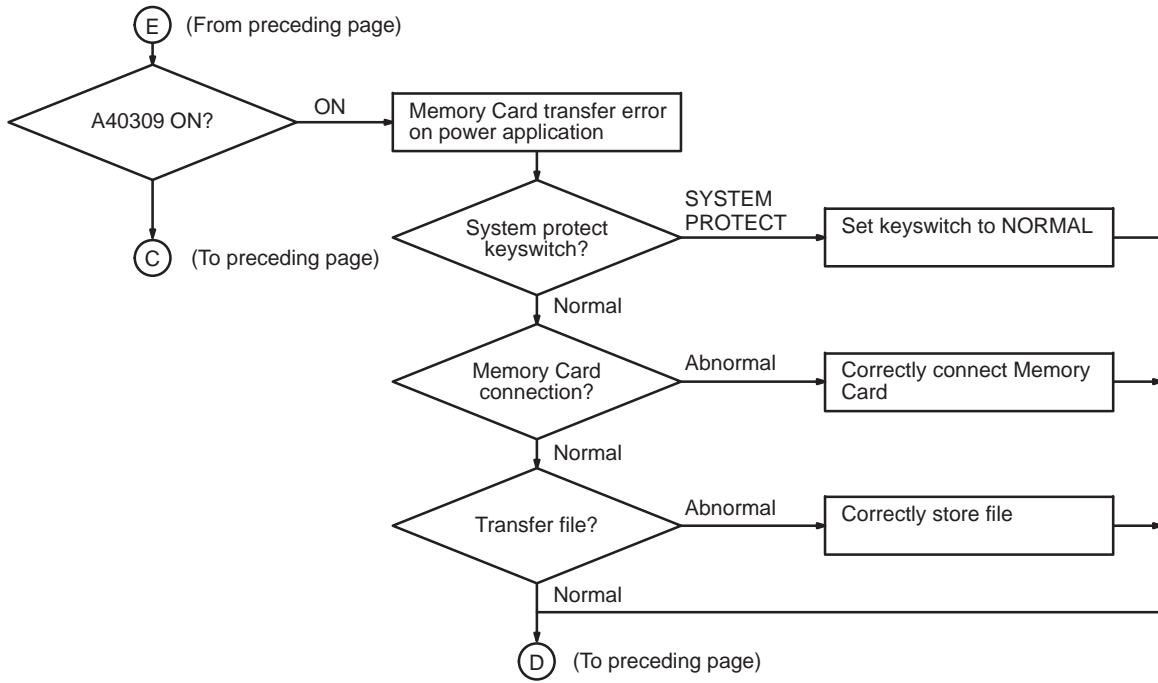 E (From preceding page)
A40309 ON?
ON
Memory Card transfer error
on power application
System protect
keyswitch?
SYSTEM
PROTECT
Set keyswitch to NORMAL
C (To preceding page)
Normal
Memory Card
connection?
Abnormal
Correctly connect Memory
Card
Normal
Transfer file?
Abnormal
Correctly store file
Normal
D (To preceding page)